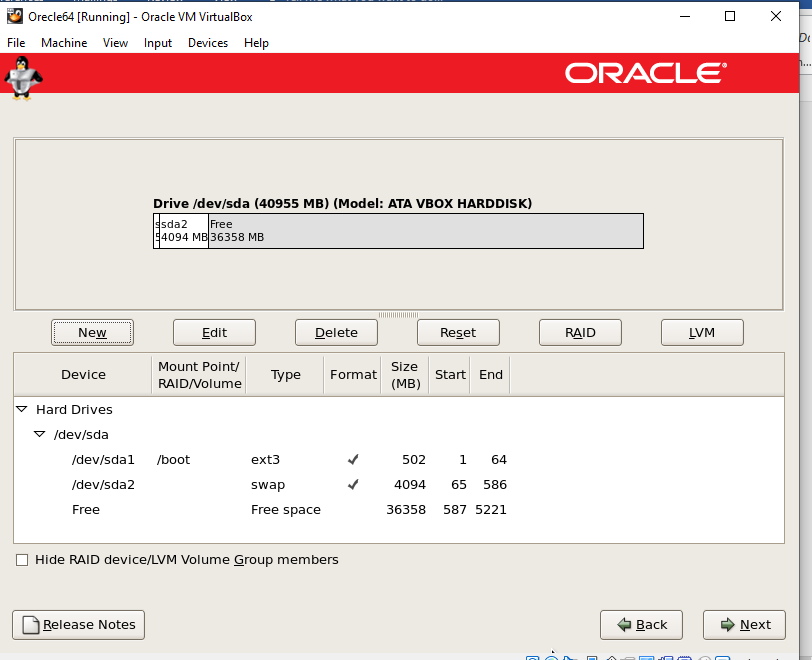 Orecle64 [Running] - Oracle VM VirtualBox
File Machine View Input Devices Help
ORACLE®
Drive /dev/sda (40955 MB) (Model: ATA VBOX HARDDISK)
sda2 Free
4094 MB 36358 MB
New Edit Delete Reset RAID LVM
Device Mount Point/ RAID/Volume Type Format Size (MB) Start End
Hard Drives
/dev/sda
/dev/sda1 /boot ext3 502 1 64
/dev/sda2 swap 4094 65 586
Free Free space 36358 587 5221
Hide RAID device/LVM Volume Group members
Release Notes Back Next